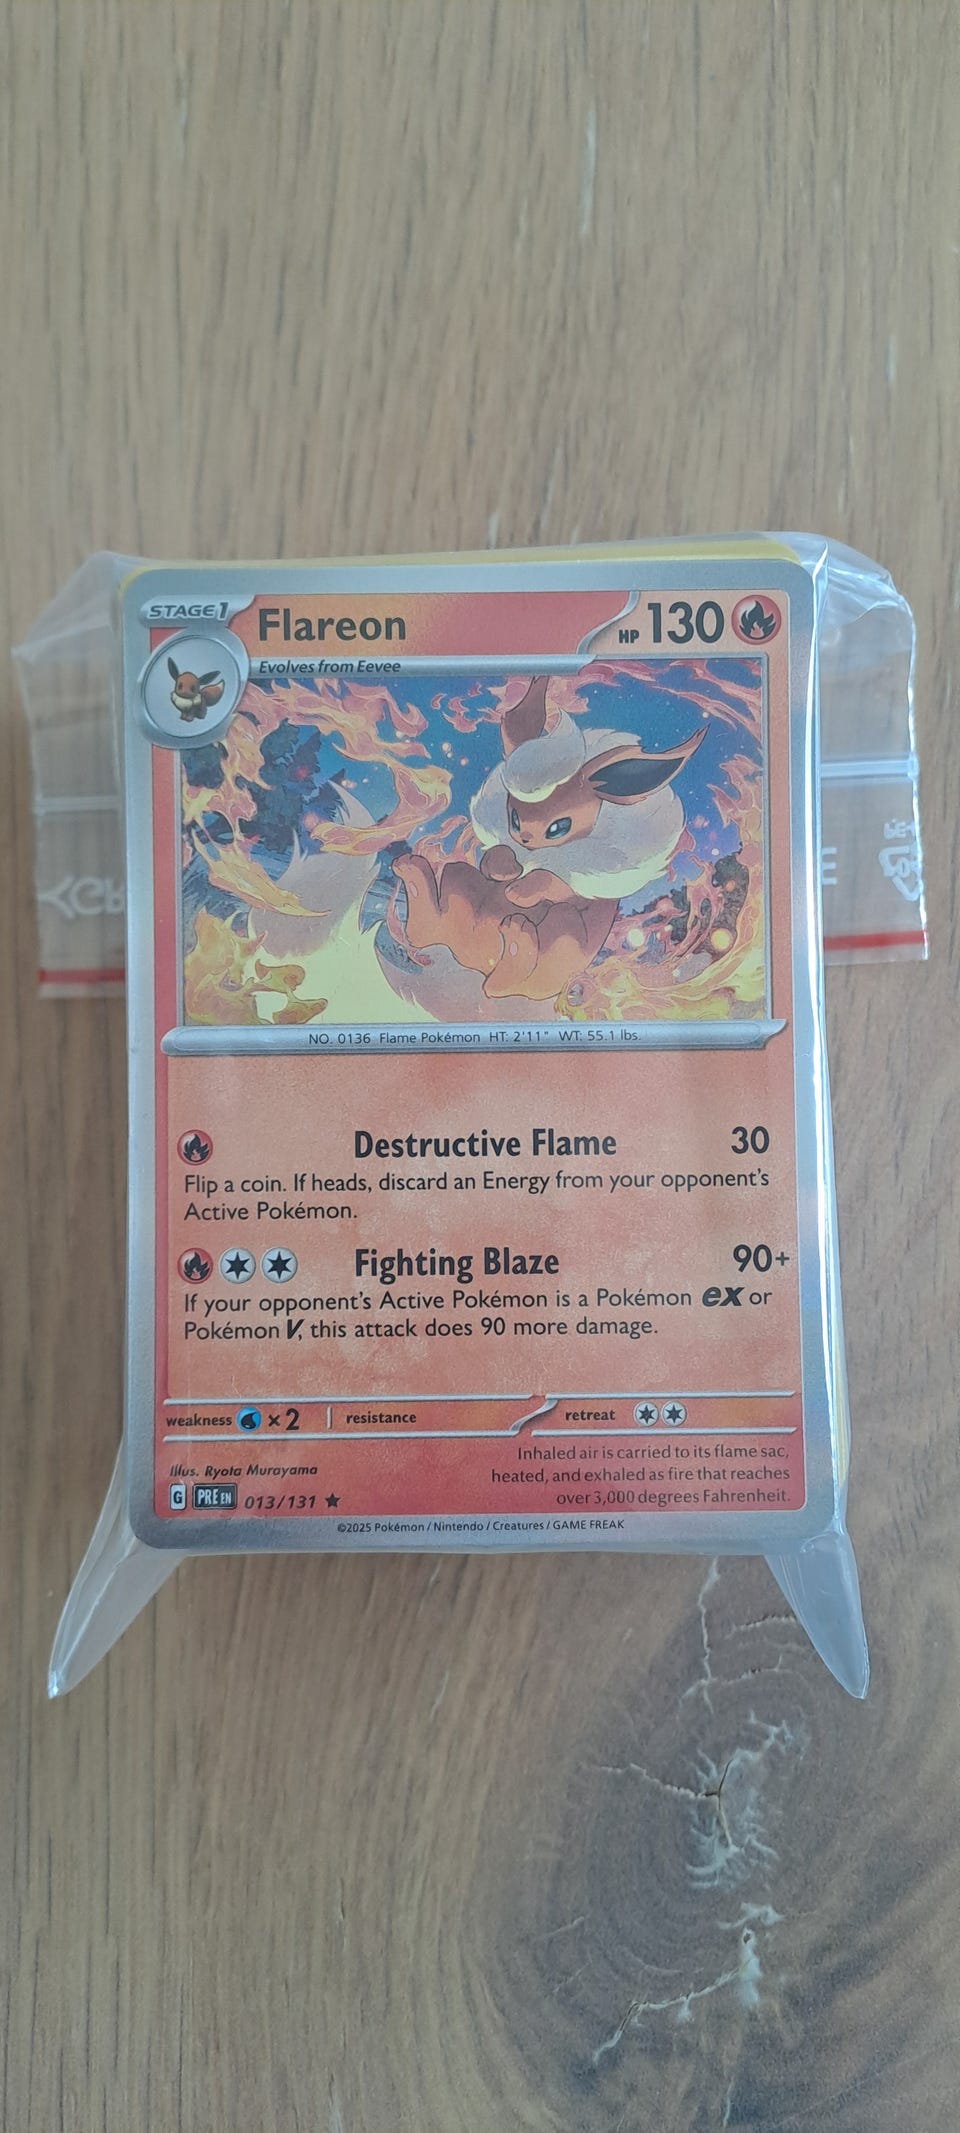 STAGE1
Flareon
HP 130
Evolves from Eevee
NO. 0136 Flame Pokémon HT: 2'11" WT: 55.1 lbs.
Destructive Flame 30
Flip a coin. If heads, discard an Energy from your opponent's
Active Pokémon.
Fighting Blaze 90+
If your opponent's Active Pokémon is a Pokémon ex or
Pokémon V, this attack does 90 more damage.
weakness ×2 resistance retreat
Illus. Ryota Murayama
G PRE EN 013/131 ★
Inhaled air is carried to its flame sac,
heated, and exhaled as fire that reaches
over 3,000 degrees Fahrenheit.
©2025 Pokémon / Nintendo / Creatures / GAME FREAK